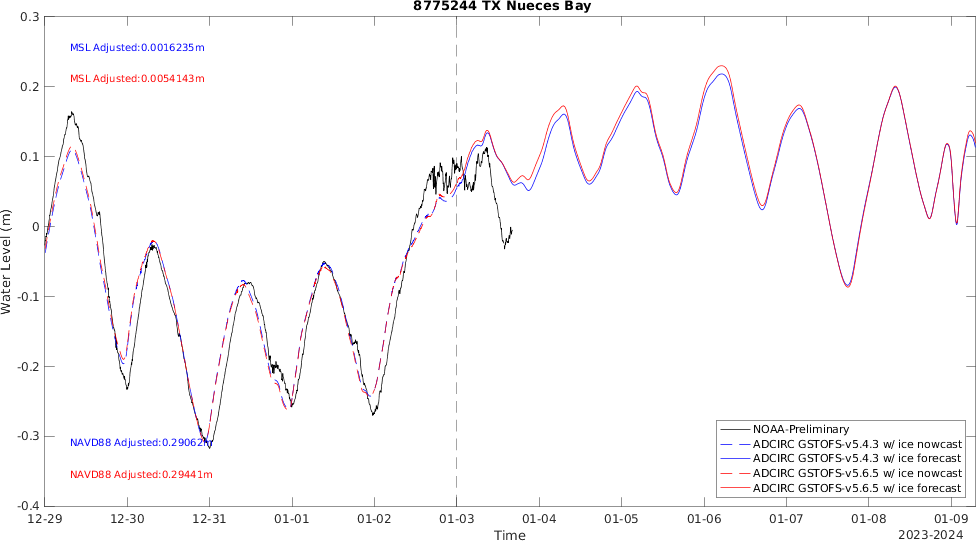 8775244 TX Nueces Bay
0.3
0.2
0.1
0
-0.1
-0.2
-0.3
-0.4
Water Level (m)
MSL Adjusted:0.0016235m
MSL Adjusted:0.0054143m
NAVD88 Adjusted:0.29062m
NAVD88 Adjusted:0.29441m
NOAA-Preliminary
ADCIRC GSTOFS-v5.4.3 w/ ice nowcast
ADCIRC GSTOFS-v5.4.3 w/ ice forecast
ADCIRC GSTOFS-v5.6.5 w/ ice nowcast
ADCIRC GSTOFS-v5.6.5 w/ ice forecast
12-29 12-30 12-31 01-01 01-02 01-03 01-04 01-05 01-06 01-07 01-08 01-09
Time
2023-2024